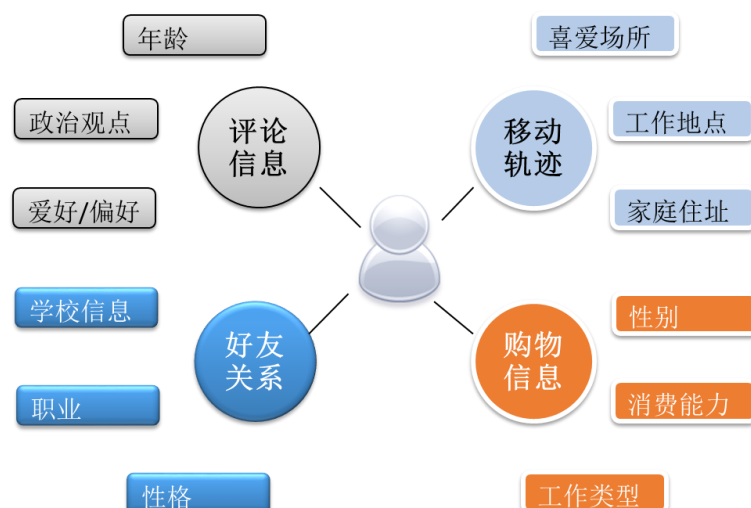 年龄
喜爱场所
政治观点
评论
信息
移动
轨迹
工作地点
爱好/偏好
家庭住址
学校信息
好友
关系
购物
信息
性别
职业
消费能力
性格
工作类型